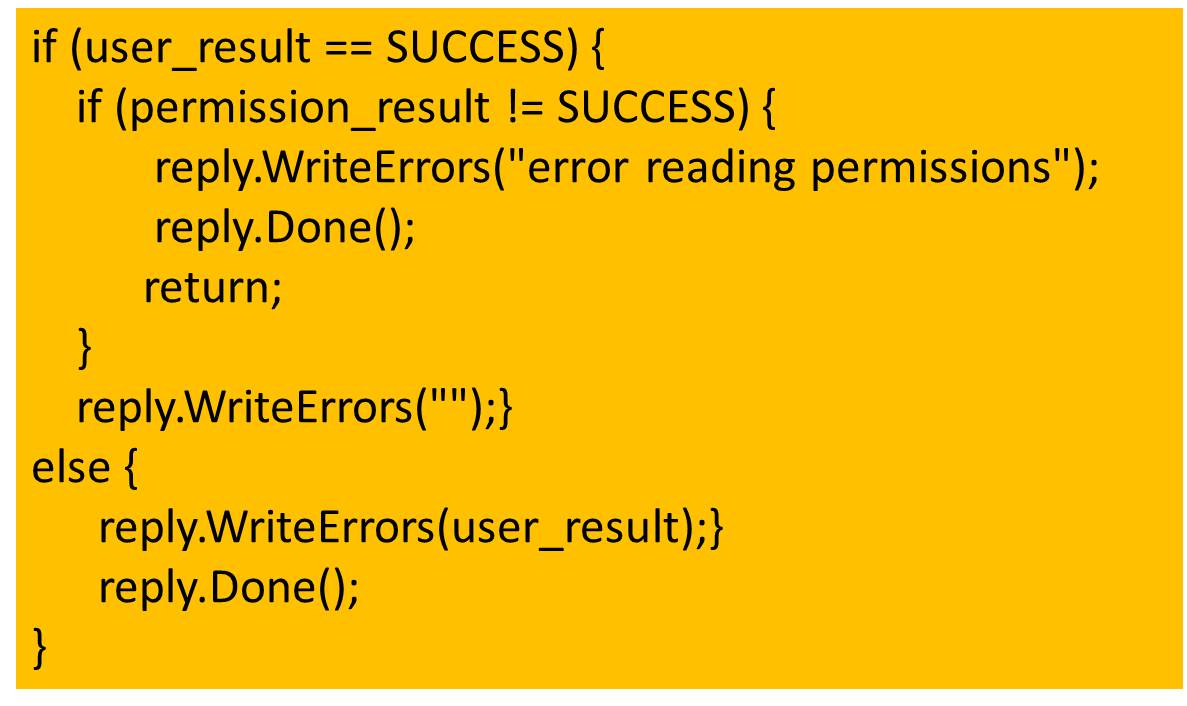 if (user_result == SUCCESS) {
if (permission_result != SUCCESS) {
reply.WriteErrors("error reading permissions");
reply.Done();
return;
}
reply.WriteErrors("");}
else {
reply.WriteErrors(user_result);}
reply.Done();
}